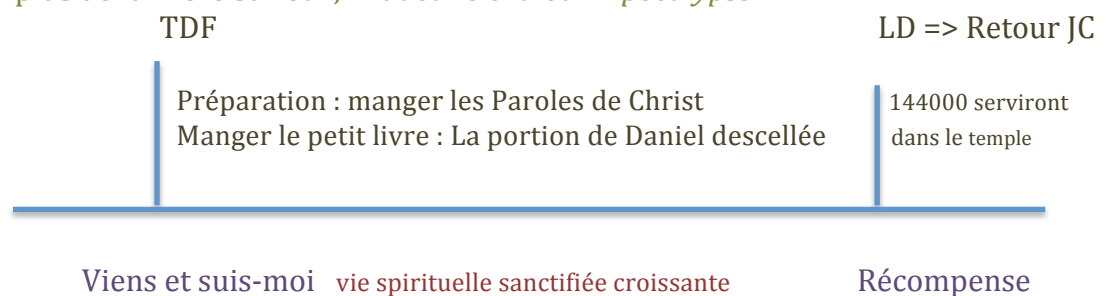 TDF LD => Retour JC
Préparation : manger les Paroles de Christ 144000 serviront
Manger le petit livre : La portion de Daniel descellée dans le temple
Viens et suis-moi vie spirituelle sanctifiée croissante Récompense